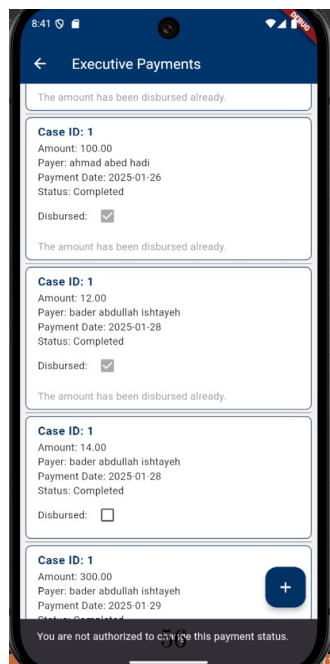 8:41
DEBUG
Executive Payments
The amount has been disbursed already.
Case ID: 1
Amount: 100.00
Payer: ahmad abed hadi
Payment Date: 2025-01-26
Status: Completed
Disbursed:
The amount has been disbursed already.
Case ID: 1
Amount: 12.00
Payer: bader abdullah ishtayeh
Payment Date: 2025-01-28
Status: Completed
Disbursed:
The amount has been disbursed already.
Case ID: 1
Amount: 14.00
Payer: bader abdullah ishtayeh
Payment Date: 2025-01-28
Status: Completed
Disbursed:
Case ID: 1
Amount: 300.00
Payer: bader abdullah ishtayeh
Payment Date: 2025-01-29
Status: Completed
+
You are not authorized to change this payment status.
56